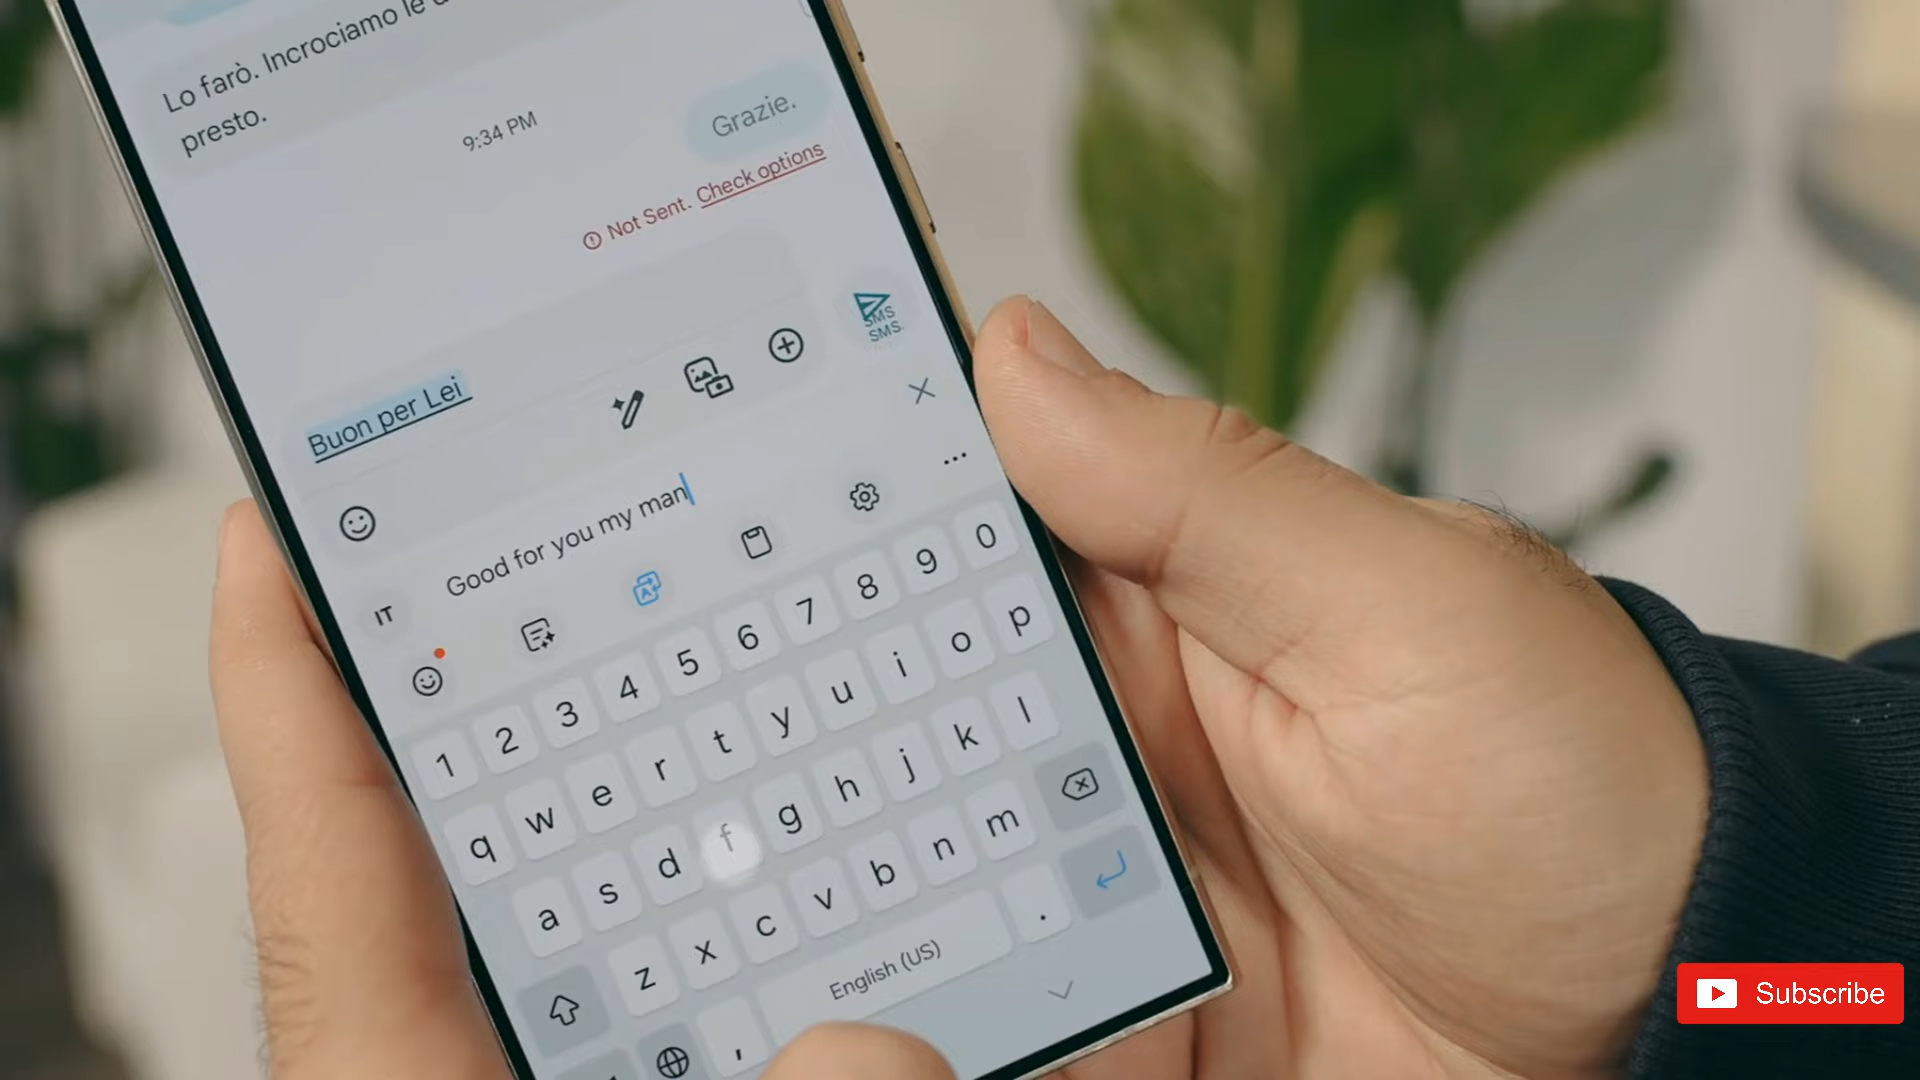 Lo farò. Incrociamo le
presto.
9:34 PM
Grazie.
Not Sent. Check options
SMS
SMS.
Buon per Lei
IT
Good for you my man
1 2 3 4 5 6 7 8 9 0
q w e r t y u i o p
a s d f g h j k l
z x c v b n m
, English (US) .
Subscribe